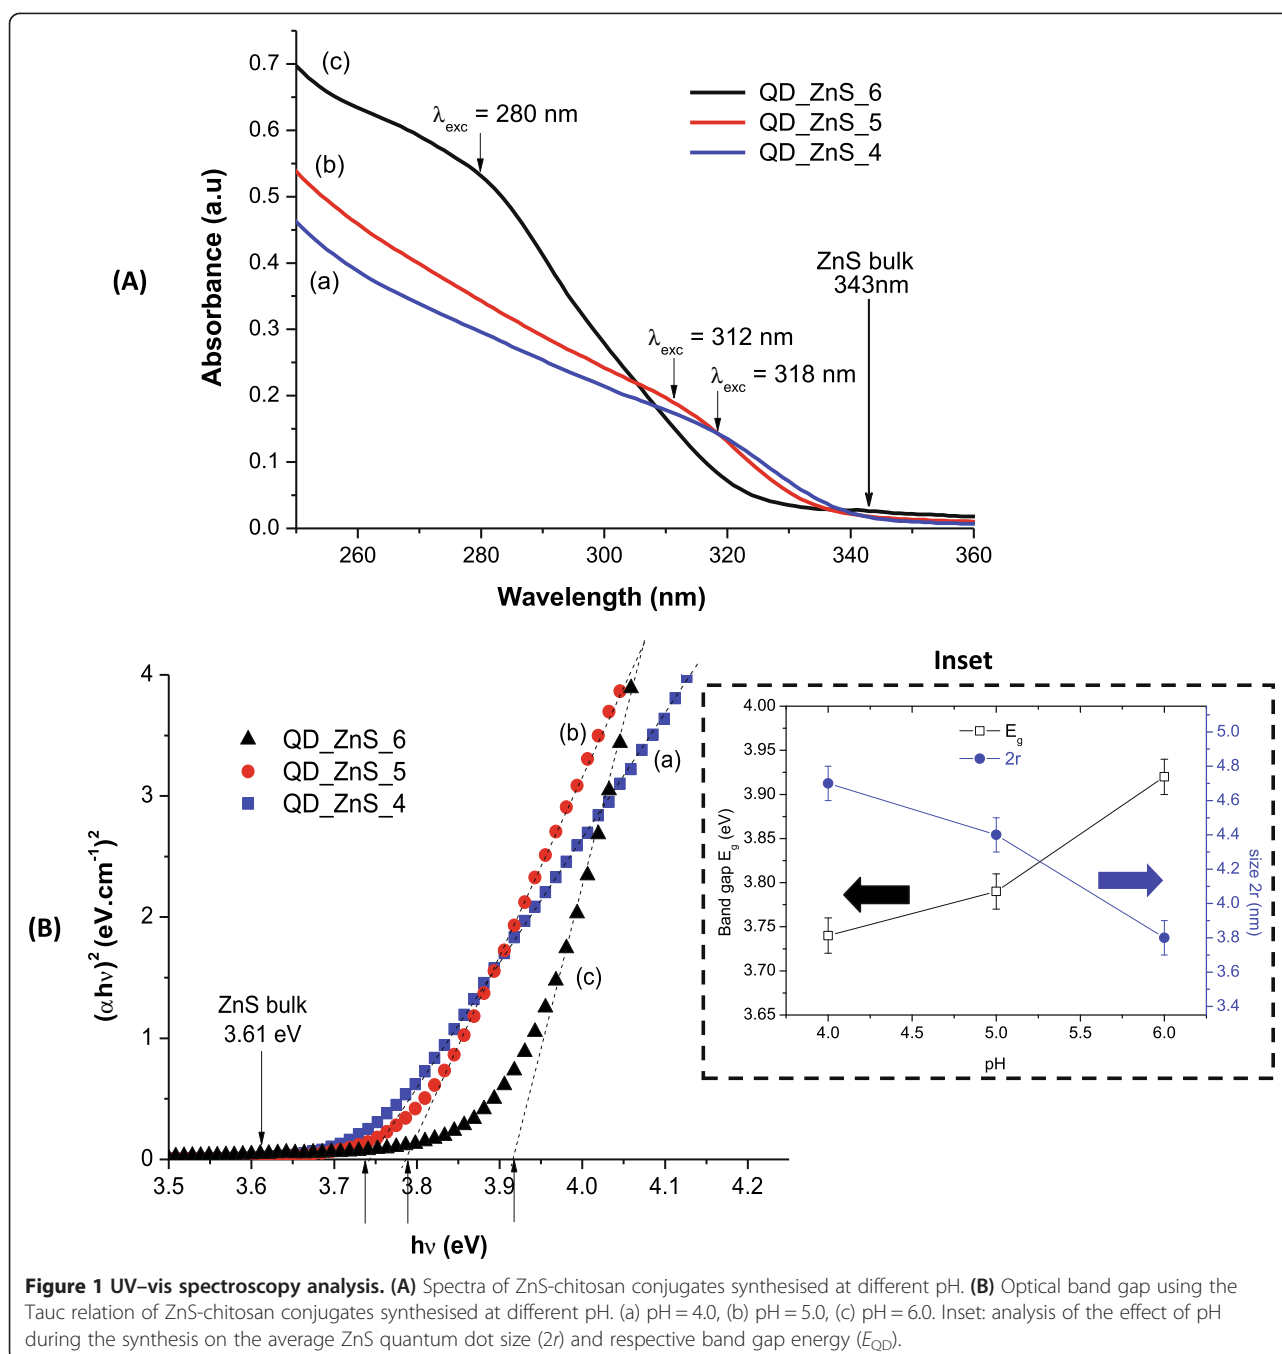 (A)
Absorbance (a.u)
0.7
0.6
0.5
0.4
0.3
0.2
0.1
0.0
(c)
(b)
(a)
λexc = 280 nm
QD_ZnS_6
QD_ZnS_5
QD_ZnS_4
ZnS bulk
343nm
λexc = 312 nm
λexc = 318 nm
260 280 300 320 340 360
Wavelength (nm)
(B)
(αhν)² (eV.cm⁻¹)²
4
3
2
1
0
QD_ZnS_6
QD_ZnS_5
QD_ZnS_4
(b)
(a)
(c)
ZnS bulk
3.61 eV
3.5 3.6 3.7 3.8 3.9 4.0 4.1 4.2
hν (eV)
Inset
Band gap Eg (eV)
4.00
3.95
3.90
3.85
3.80
3.75
3.70
3.65
Eg
2r
5.0
4.8
4.6
4.4
4.2
4.0
3.8
3.6
3.4
size 2r (nm)
4.0 4.5 5.0 5.5 6.0
pH
Figure 1 UV–vis spectroscopy analysis. (A) Spectra of ZnS-chitosan conjugates synthesised at different pH. (B) Optical band gap using the
Tauc relation of ZnS-chitosan conjugates synthesised at different pH. (a) pH = 4.0, (b) pH = 5.0, (c) pH = 6.0. Inset: analysis of the effect of pH
during the synthesis on the average ZnS quantum dot size (2r) and respective band gap energy (EQD).